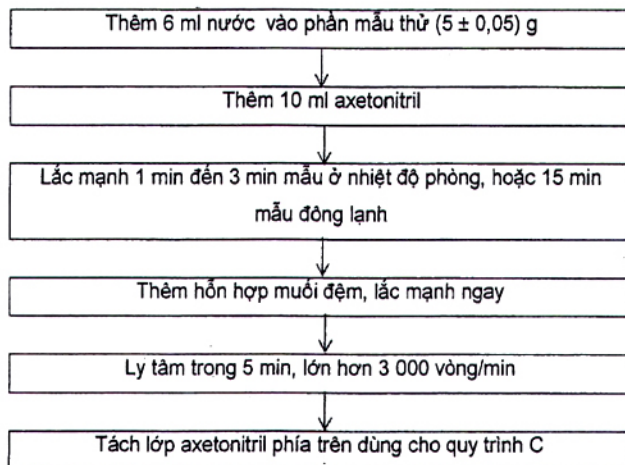 Thêm 6 ml nước vào phần mẫu thử (5 ± 0,05) g
Thêm 10 ml axetonitril
Lắc mạnh 1 min đến 3 min mẫu ở nhiệt độ phòng, hoặc 15 min
mẫu đông lạnh
Thêm hỗn hợp muối đệm, lắc mạnh ngay
Ly tâm trong 5 min, lớn hơn 3 000 vòng/min
Tách lớp axetonitril phía trên dùng cho quy trình C